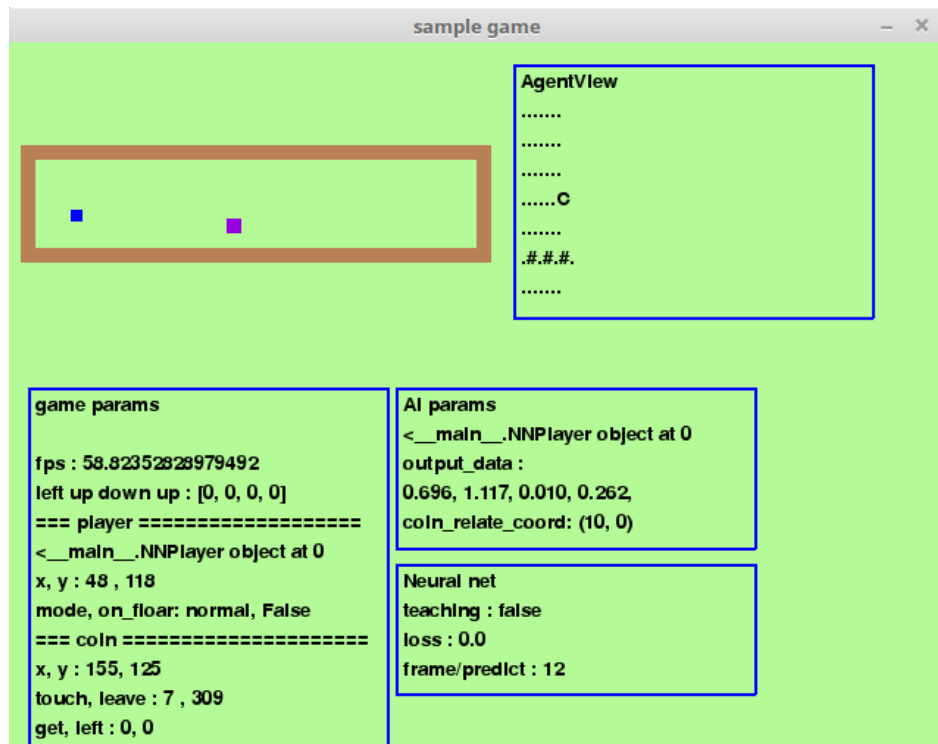 sample game
AgentView
.......
.......
.......
......C
.......
.#.#.#.
.......
game params
fps : 58.82352828979492
left up down up : [0, 0, 0, 0]
=== player ===================
<__main__.NNPlayer object at 0
x, y : 48 , 118
mode, on_floar: normal, False
=== coin =====================
x, y : 155, 125
touch, leave : 7 , 309
get, left : 0, 0
AI params
<__main__.NNPlayer object at 0
output_data :
0.696, 1.117, 0.010, 0.262,
coin_relate_coord: (10, 0)
Neural net
teaching : false
loss : 0.0
frame/predict : 12